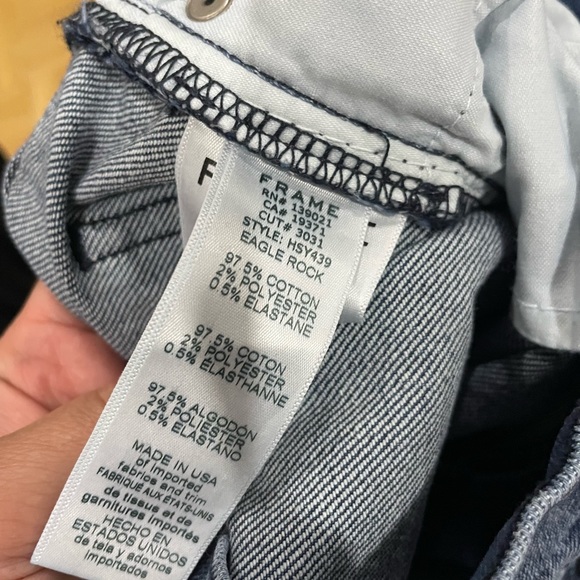 F
FRAME
RN# 139021
CA# 19371
CUT# 3031
STYLE: HSY439
EAGLE ROCK
97.5% COTTON
2% POLYESTER
0.5% ELASTANE
97.5% COTON
2% POLYESTER
0.5% ELASTHANNE
97.5% ALGODÓN
2% POLIESTER
0.5% ELASTANO
MADE IN USA
of imported
fabrics and trim
FABRIQUE AUX ÉTATS-UNIS
de tissus et de
garnitures importés
HECHO EN
ESTADOS UNIDOS
de tela y adornos
importados